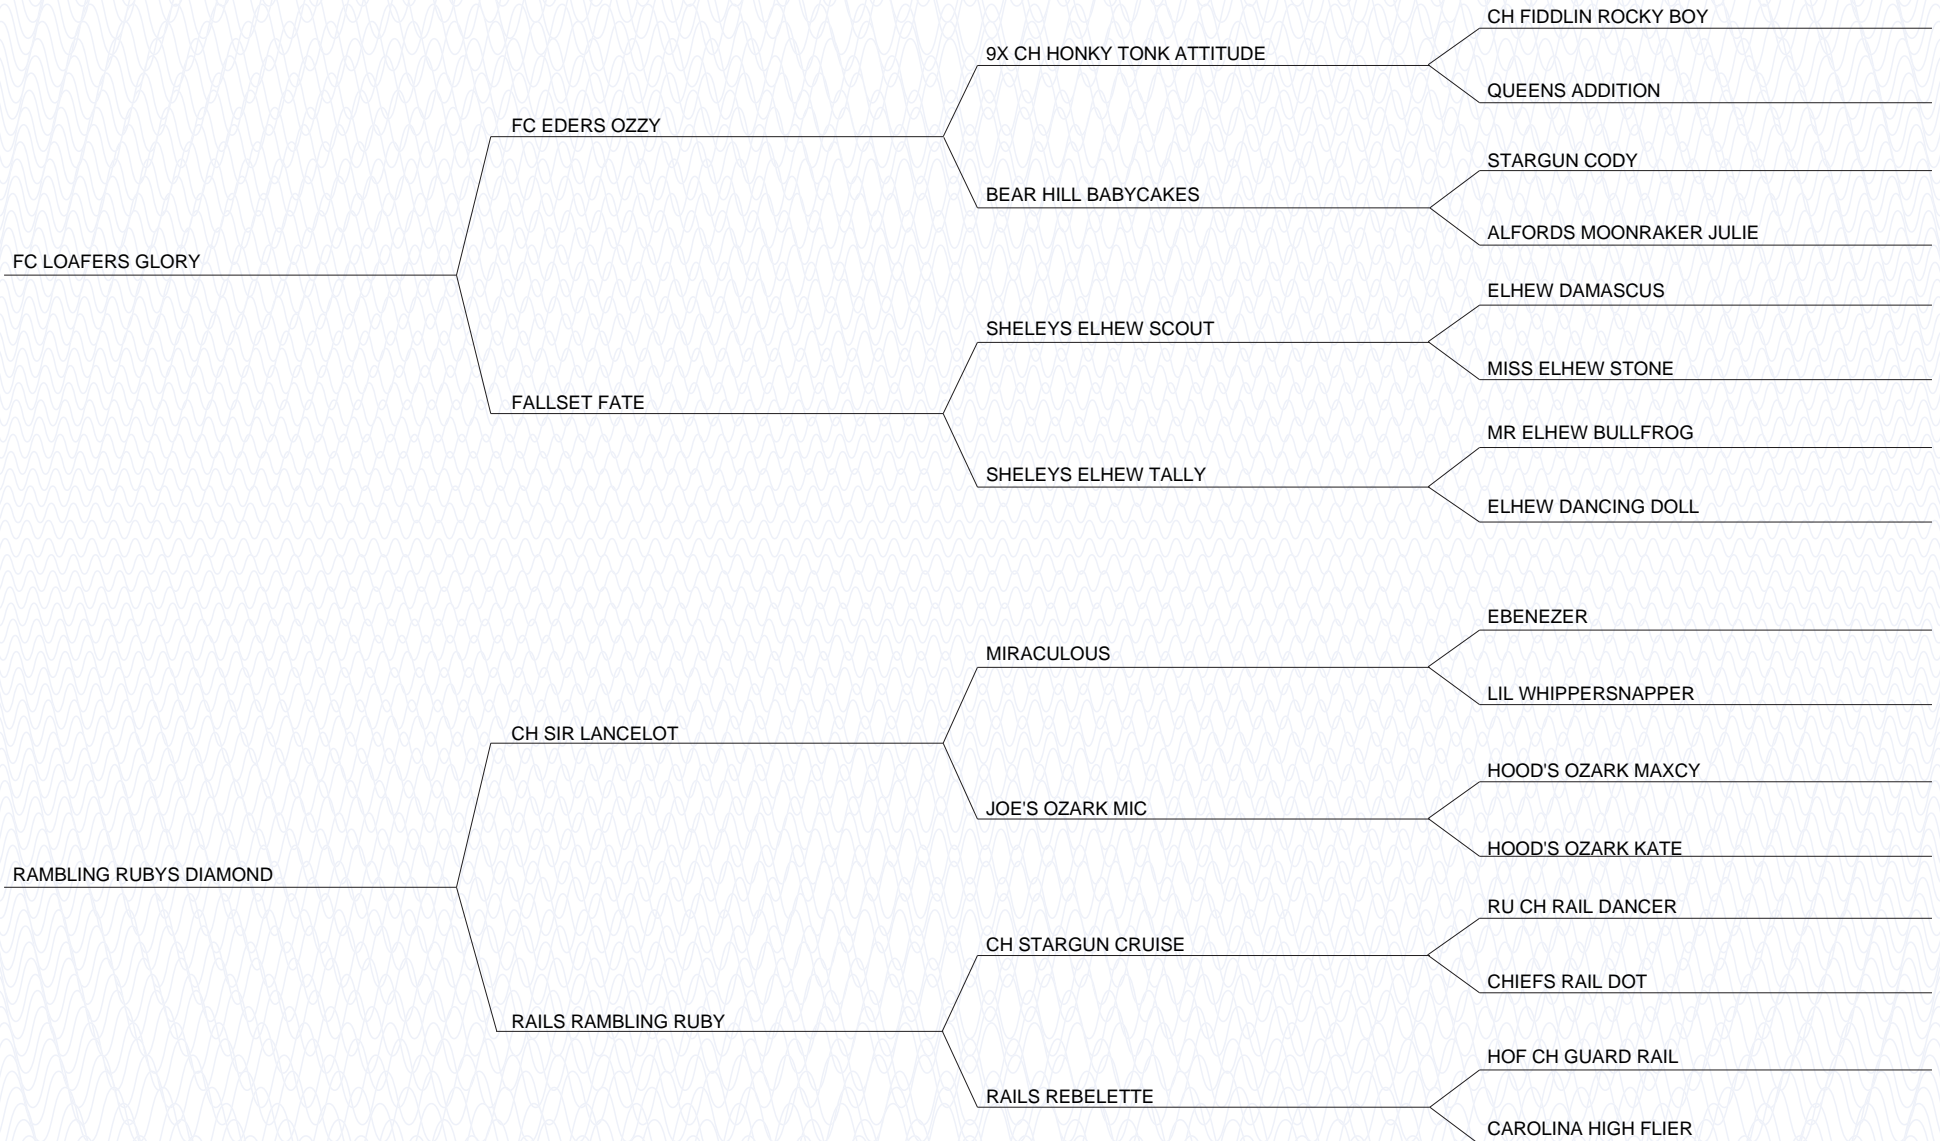 CH FIDDLIN ROCKY BOY
9X CH HONKY TONK ATTITUDE
QUEENS ADDITION
FC EDERS OZZY
STARGUN CODY
BEAR HILL BABYCAKES
ALFORDS MOONRAKER JULIE
FC LOAFERS GLORY
ELHEW DAMASCUS
SHELEYS ELHEW SCOUT
MISS ELHEW STONE
FALLSET FATE
MR ELHEW BULLFROG
SHELEYS ELHEW TALLY
ELHEW DANCING DOLL
EBENEZER
MIRACULOUS
LIL WHIPPERSNAPPER
CH SIR LANCELOT
HOOD'S OZARK MAXCY
JOE'S OZARK MIC
HOOD'S OZARK KATE
RAMBLING RUBYS DIAMOND
RU CH RAIL DANCER
CH STARGUN CRUISE
CHIEFS RAIL DOT
RAILS RAMBLING RUBY
HOF CH GUARD RAIL
RAILS REBELETTE
CAROLINA HIGH FLIER